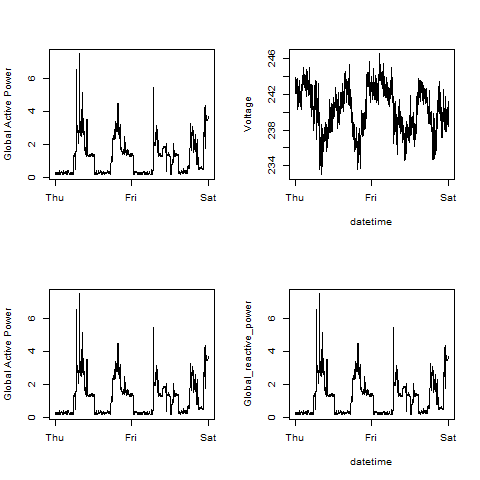 Global Active Power
0 2 4 6
Thu Fri Sat
Voltage
234 238 242 246
Thu Fri Sat
datetime
Global Active Power
0 2 4 6
Thu Fri Sat
Global_reactive_power
0 2 4 6
Thu Fri Sat
datetime